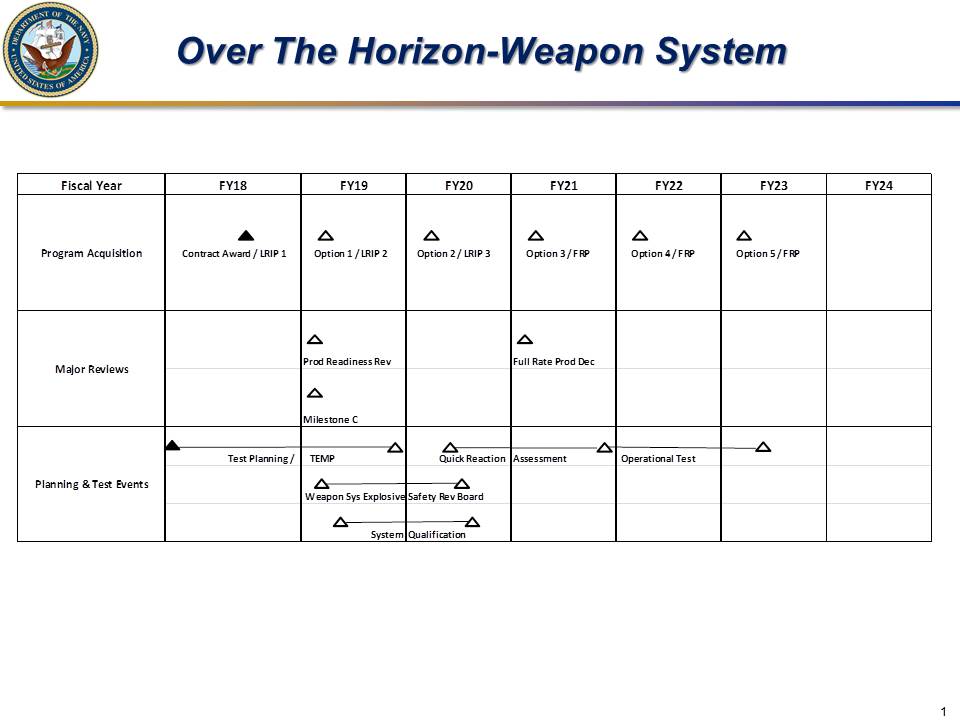 DEPARTMENT OF THE NAVY
UNITED STATES OF AMERICA
Over The Horizon-Weapon System
Fiscal Year FY18 FY19 FY20 FY21 FY22 FY23 FY24
Program Acquisition Contract Award / LRIP 1 Option 1 / LRIP 2 Option 2 / LRIP 3 Option 3 / FRP Option 4 / FRP Option 5 / FRP
Prod Readiness Rev Full Rate Prod Dec
Major Reviews
Milestone C
Test Planning / TEMP Quick Reaction Assessment Operational Test
Planning & Test Events
Weapon Sys Explosive Safety Rev Board
System Qualification
1